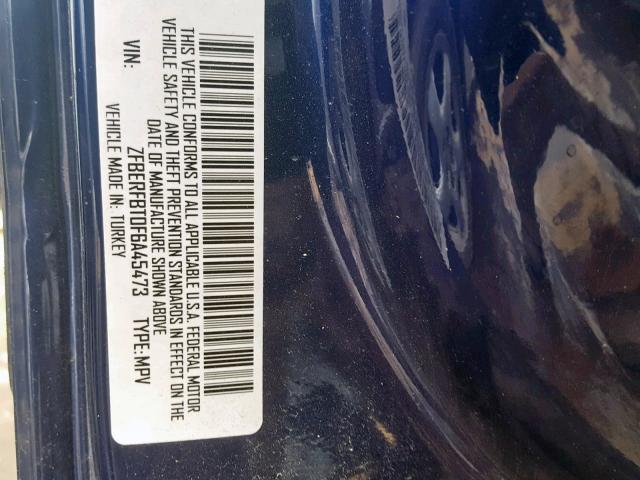 THIS VEHICLE CONFORMS TO ALL APPLICABLE U.S.A. FEDERAL MOTOR
VEHICLE SAFETY AND THEFT PREVENTION STANDARDS IN EFFECT ON THE
DATE OF MANUFACTURE SHOWN ABOVE
VIN: ZFBERFBT0F6A45473 TYPE:MPV
VEHICLE MADE IN: TURKEY